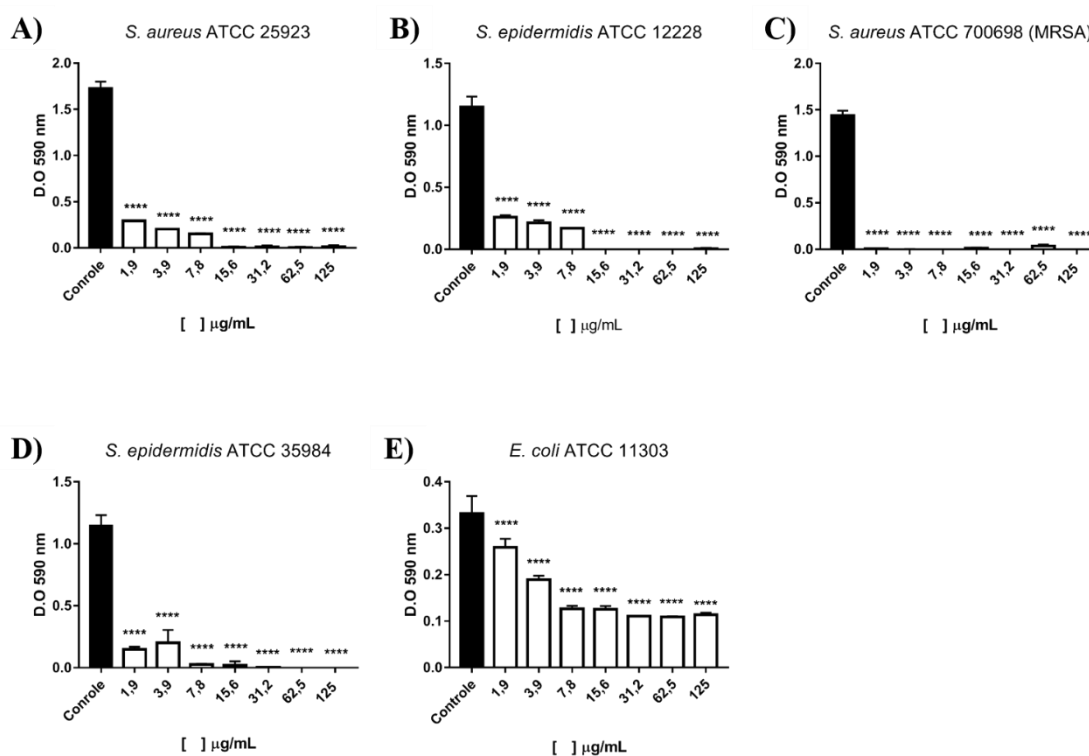 A) S. aureus ATCC 25923
D.O 590 nm
2.0
1.5
1.0
0.5
0.0
**** **** **** **** **** **** ****
Conrole 1,9 3,9 7,8 15,6 31,2 62,5 125
[ ] μg/mL
B) S. epidermidis ATCC 12228
D.O 590 nm
1.5
1.0
0.5
0.0
**** **** **** **** **** **** ****
Conrole 1,9 3,9 7,8 15,6 31,2 62,5 125
[ ] μg/mL
C) S. aureus ATCC 700698 (MRSA)
D.O 590 nm
2.0
1.5
1.0
0.5
0.0
**** **** **** **** **** **** ****
Conrole 1,9 3,9 7,8 15,6 31,2 62,5 125
[ ] μg/mL
D) S. epidermidis ATCC 35984
D.O 590 nm
1.5
1.0
0.5
0.0
**** **** **** **** **** **** ****
Conrole 1,9 3,9 7,8 15,6 31,2 62,5 125
[ ] μg/mL
E) E. coli ATCC 11303
D.O 590 nm
0.4
0.3
0.2
0.1
0.0
**** **** **** **** **** **** ****
Conrole 1,9 3,9 7,8 15,6 31,2 62,5 125
[ ] μg/mL